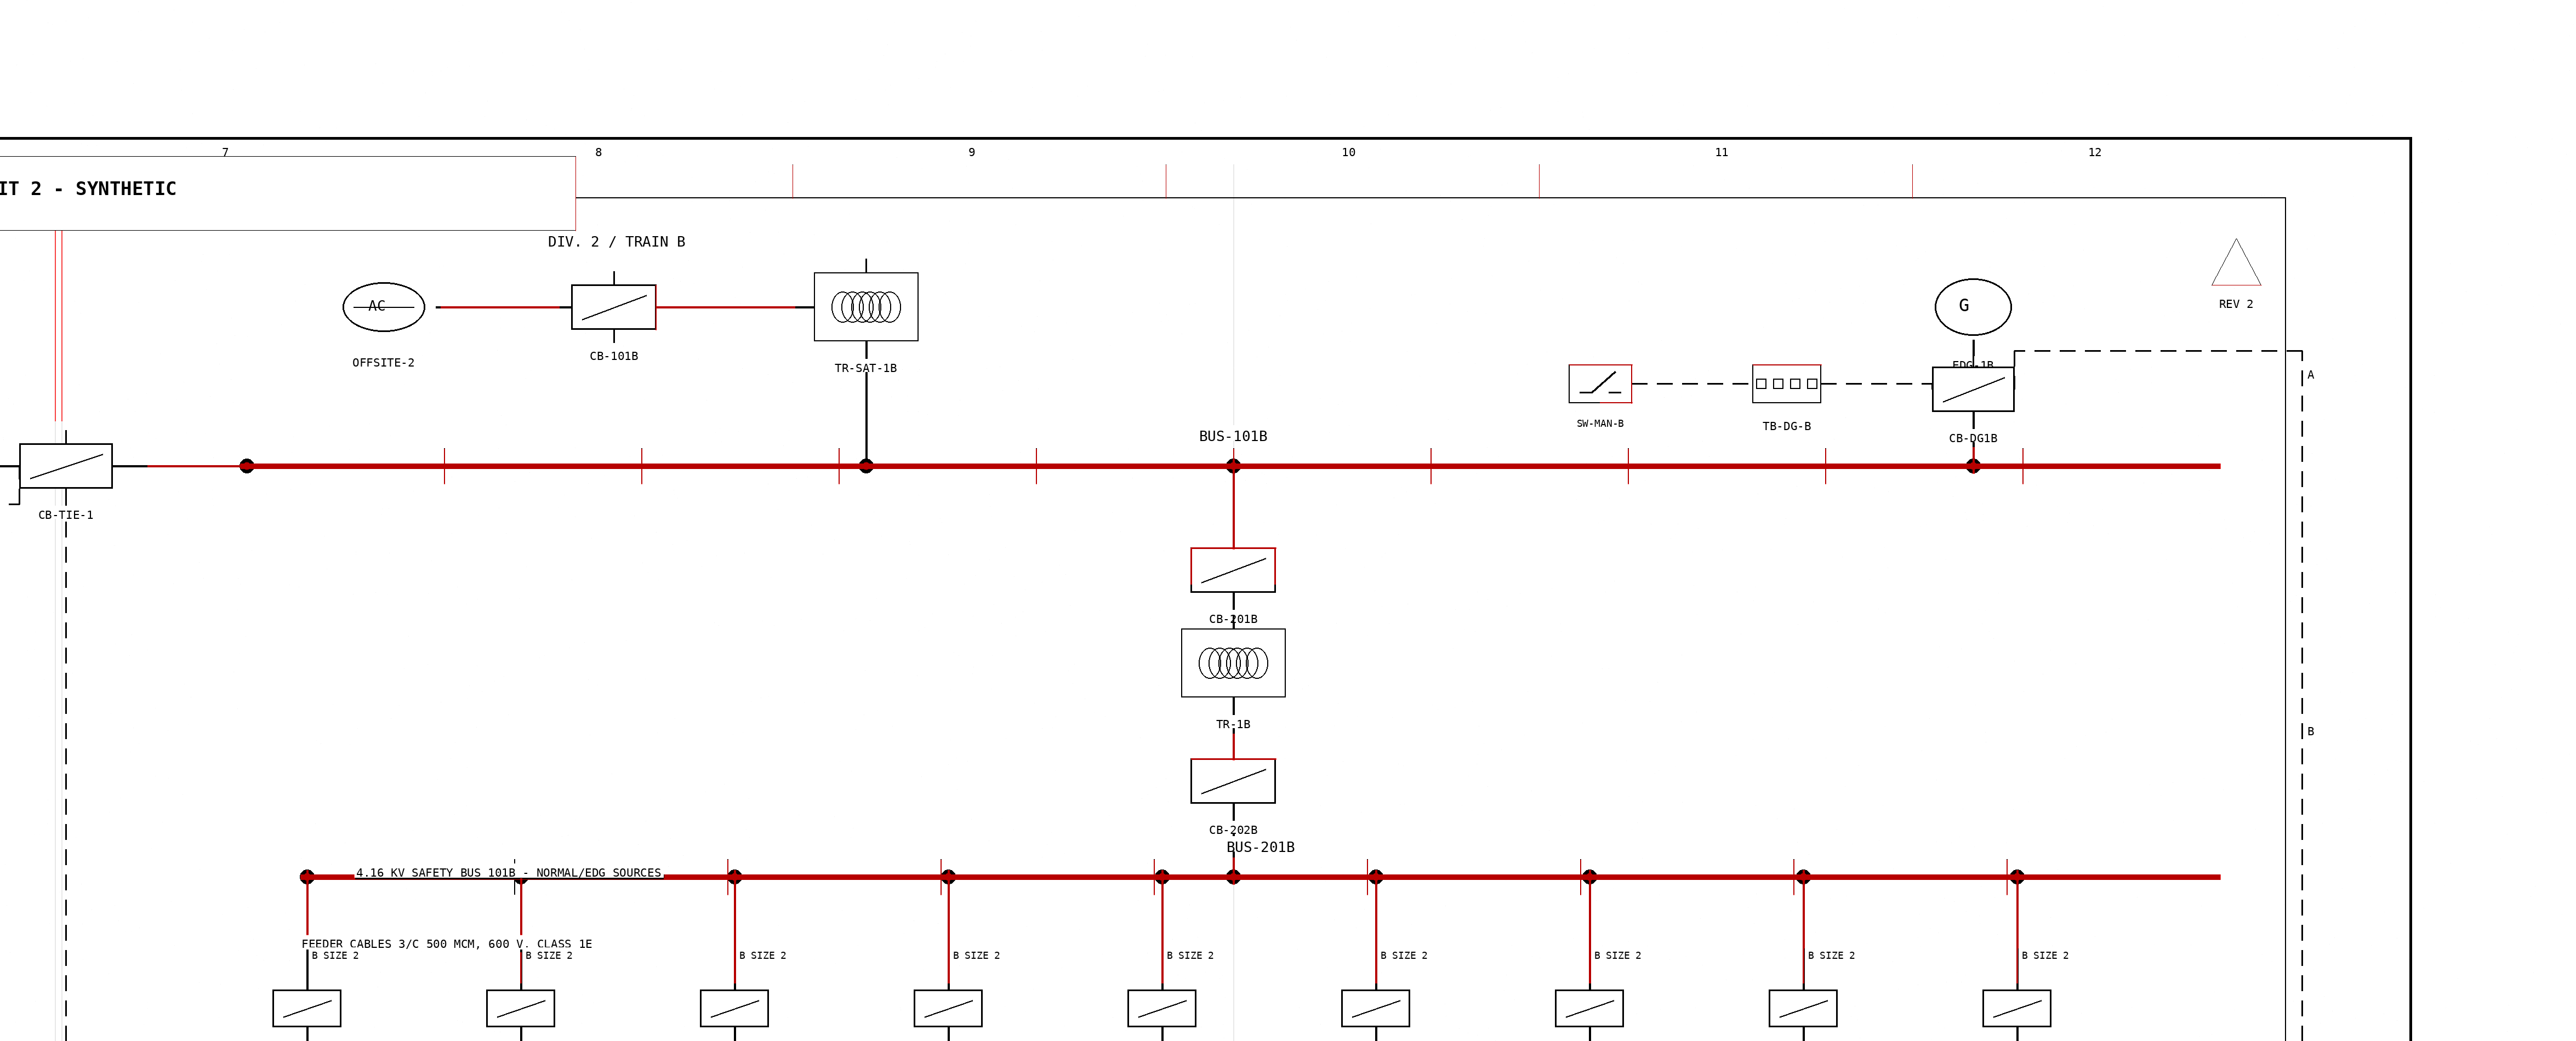 7
8
9
10
11
12
IT 2 - SYNTHETIC
DIV. 2 / TRAIN B
AC
G
REV 2
OFFSITE-2
CB-101B
TR-SAT-1B
EDG-1B
A
SW-MAN-B
TB-DG-B
CB-DG1B
BUS-101B
CB-TIE-1
CB-201B
TR-1B
B
CB-202B
BUS-201B
4.16 KV SAFETY BUS 101B - NORMAL/EDG SOURCES
FEEDER CABLES 3/C 500 MCM, 600 V. CLASS 1E
B SIZE 2
B SIZE 2
B SIZE 2
B SIZE 2
B SIZE 2
B SIZE 2
B SIZE 2
B SIZE 2
B SIZE 2